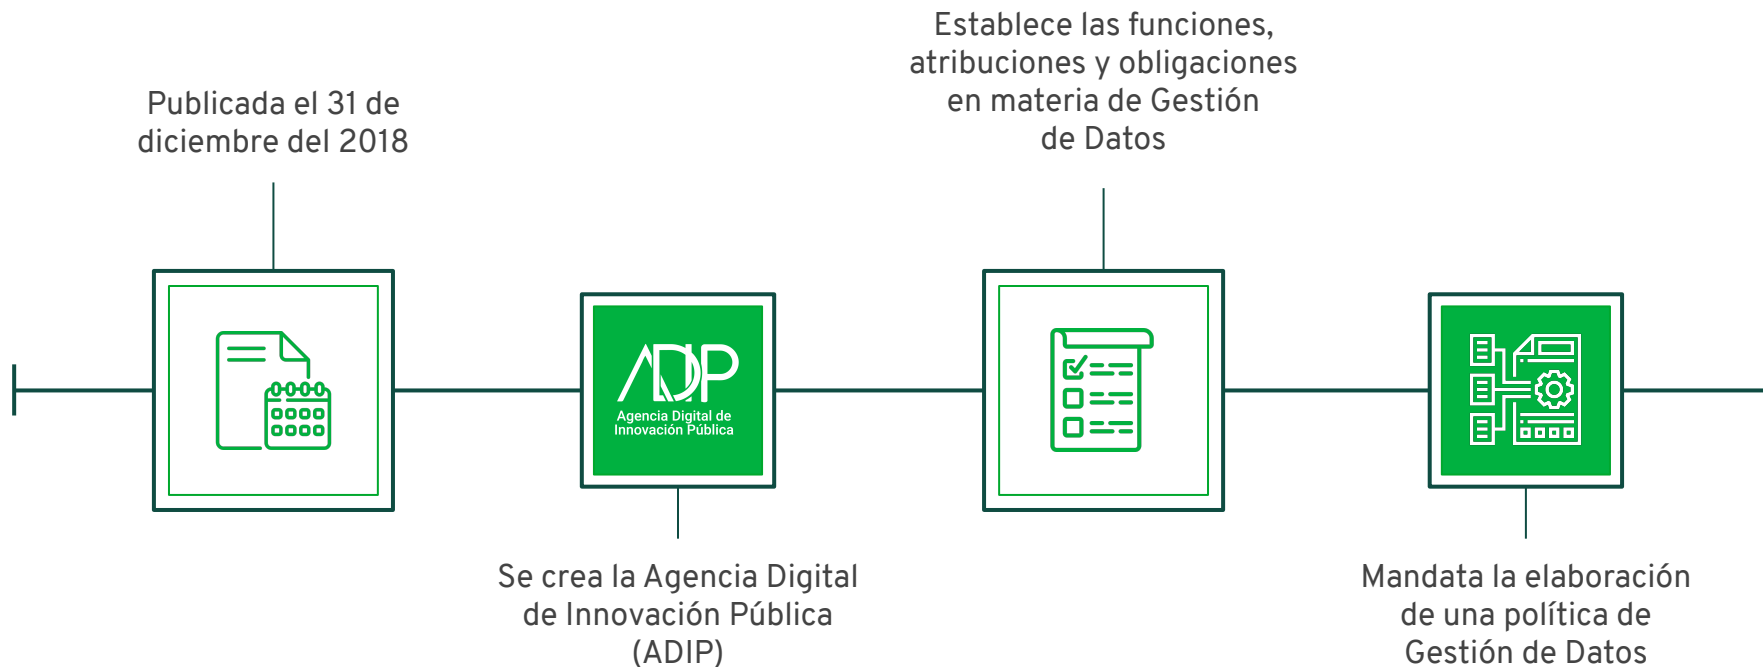 Publicada el 31 de
diciembre del 2018
ADIP
Agencia Digital de
Innovación Pública
Se crea la Agencia Digital
de Innovación Pública
(ADIP)
Establece las funciones,
atribuciones y obligaciones
en materia de Gestión
de Datos
Mandata la elaboración
de una política de
Gestión de Datos